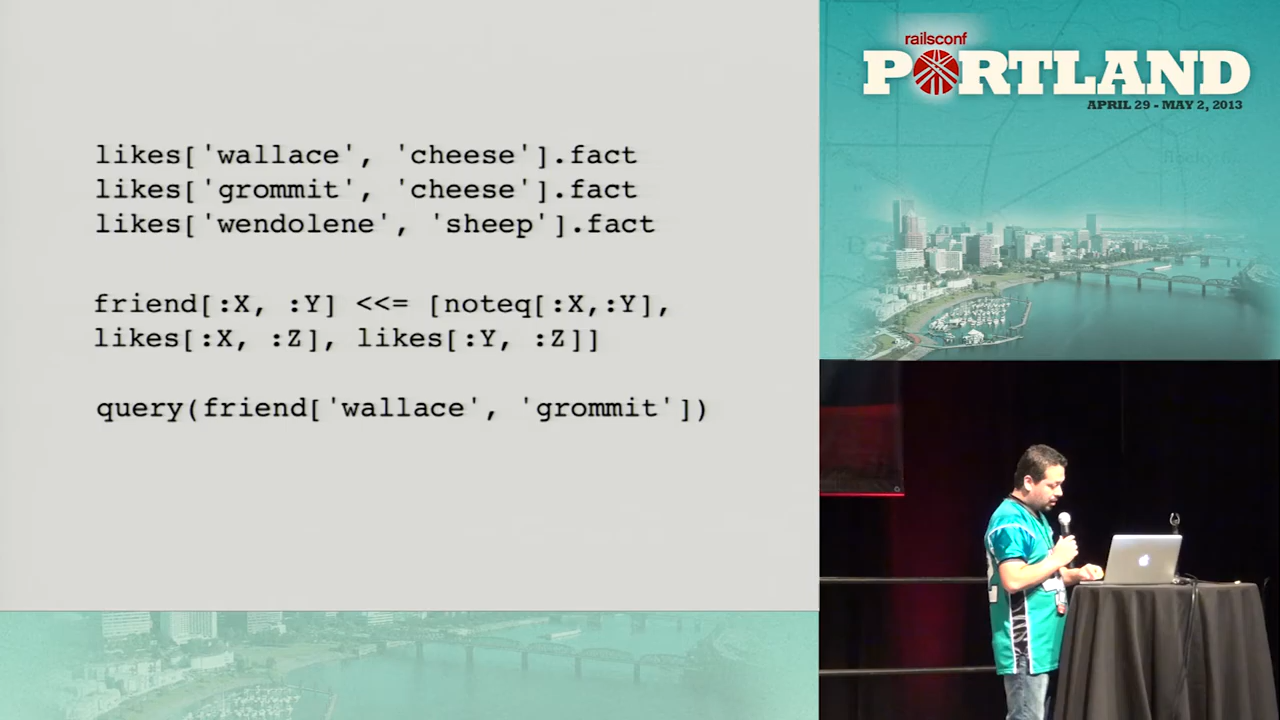 likes['wallace', 'cheese'].fact
likes['grommit', 'cheese'].fact
likes['wendolene', 'sheep'].fact
friend[:X, :Y] <<= [noteq[:X,:Y],
likes[:X, :Z], likes[:Y, :Z]]
query(friend['wallace', 'grommit'])
railsconf
PORTLAND
APRIL 29 - MAY 2, 2013